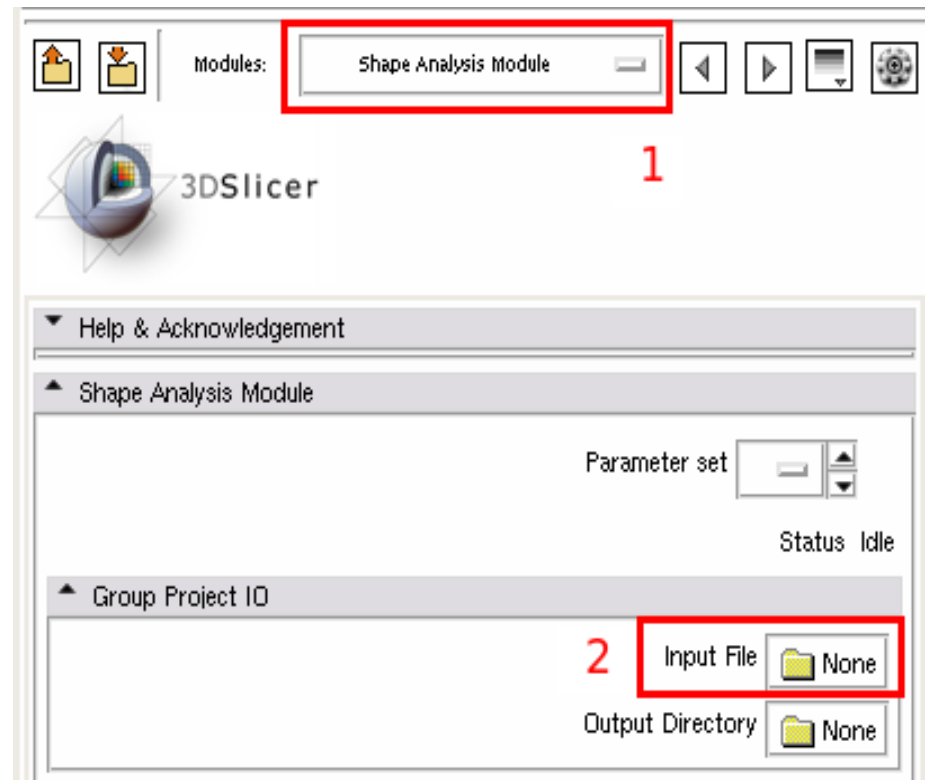 Modules: Shape Analysis Module
1
3DSlicer
Help & Acknowledgement
Shape Analysis Module
Parameter set
Status Idle
Group Project IO
2 Input File None
Output Directory None